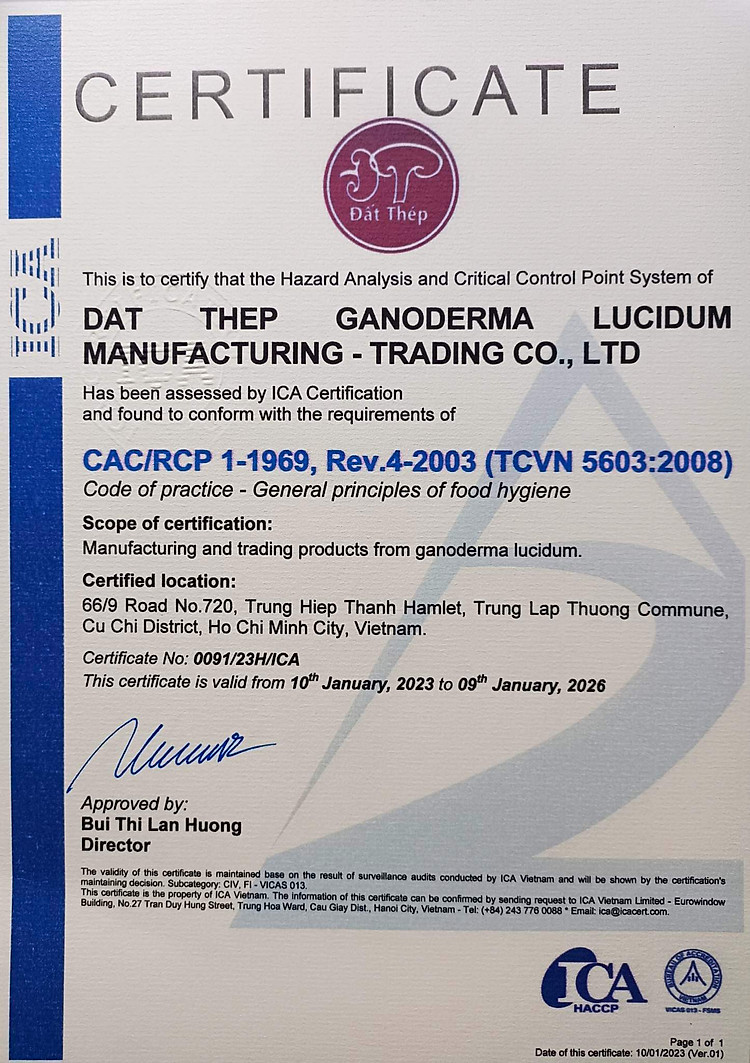 CERTIFICATE
Đất Thép
ICA
This is to certify that the Hazard Analysis and Critical Control Point System of
DAT THEP GANODERMA LUCIDUM
MANUFACTURING - TRADING CO., LTD
Has been assessed by ICA Certification
and found to conform with the requirements of
CAC/RCP 1-1969, Rev.4-2003 (TCVN 5603:2008)
Code of practice - General principles of food hygiene
Scope of certification:
Manufacturing and trading products from ganoderma lucidum.
Certified location:
66/9 Road No.720, Trung Hiep Thanh Hamlet, Trung Lap Thuong Commune,
Cu Chi District, Ho Chi Minh City, Vietnam.
Certificate No: 0091/23H/ICA
This certificate is valid from 10th January, 2023 to 09th January, 2026
Approved by:
Bui Thi Lan Huong
Director
The validity of this certificate is maintained base on the result of surveillance audits conducted by ICA Vietnam and will be shown by the certification's
maintaining decision. Subcategory: CIV, FI - VICAS 013.
This certificate is the property of ICA Vietnam. The information of this certificate can be confirmed by sending request to ICA Vietnam Limited - Eurowindow
Building, No.27 Tran Duy Hung Street, Trung Hoa Ward, Cau Giay Dist., Hanoi City, Vietnam - Tel: (+84) 243 776 0088 * Email: ica@icacert.com.
ICA
HACCP
BUREAU OF ACCREDITATION
VIETNAM
VICAS 013 - FSMS
Page 1 of 1
Date of this certificate: 10/01/2023 (Ver.01)